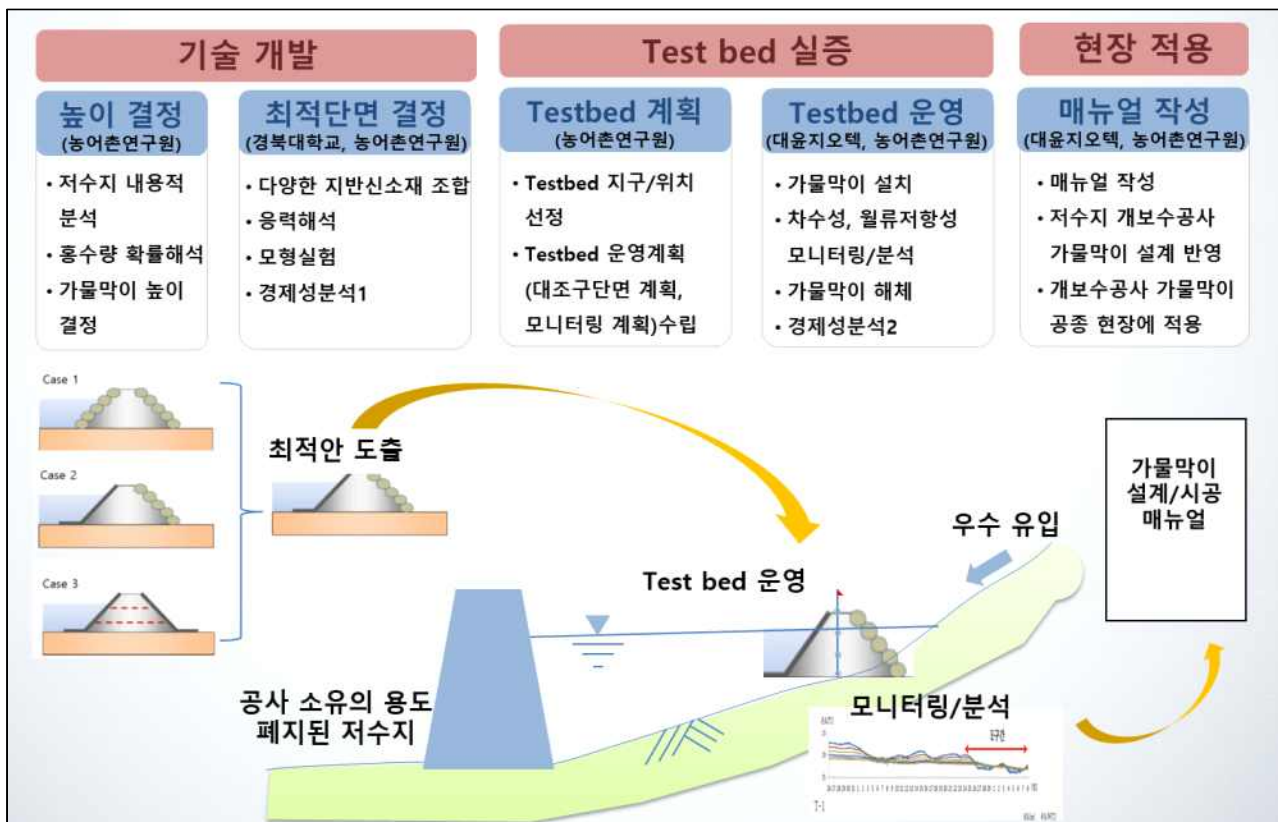 기술 개발
Test bed 실증
현장 적용
높이 결정
(농어촌연구원)
• 저수지 내용적
분석
• 홍수량 확률해석
• 가물막이 높이
결정
최적단면 결정
(경북대학교, 농어촌연구원)
• 다양한 지반신소재 조합
• 응력해석
• 모형실험
• 경제성분석1
Testbed 계획
(농어촌연구원)
• Testbed 지구/위치
선정
• Testbed 운영계획
(대조구단면 계획,
모니터링 계획)수립
Testbed 운영
(대윤지오텍, 농어촌연구원)
• 가물막이 설치
• 차수성, 월류저항성
모니터링/분석
• 가물막이 해체
• 경제성분석2
매뉴얼 작성
(대윤지오텍, 농어촌연구원)
• 매뉴얼 작성
• 저수지 개보수공사
가물막이 설계 반영
• 개보수공사 가물막이
공종 현장에 적용
Case 1
Case 2
Case 3
최적안 도출
Test bed 운영
우수 유입
가물막이
설계/시공
매뉴얼
공사 소유의 용도
폐지된 저수지
모니터링/분석
T-1